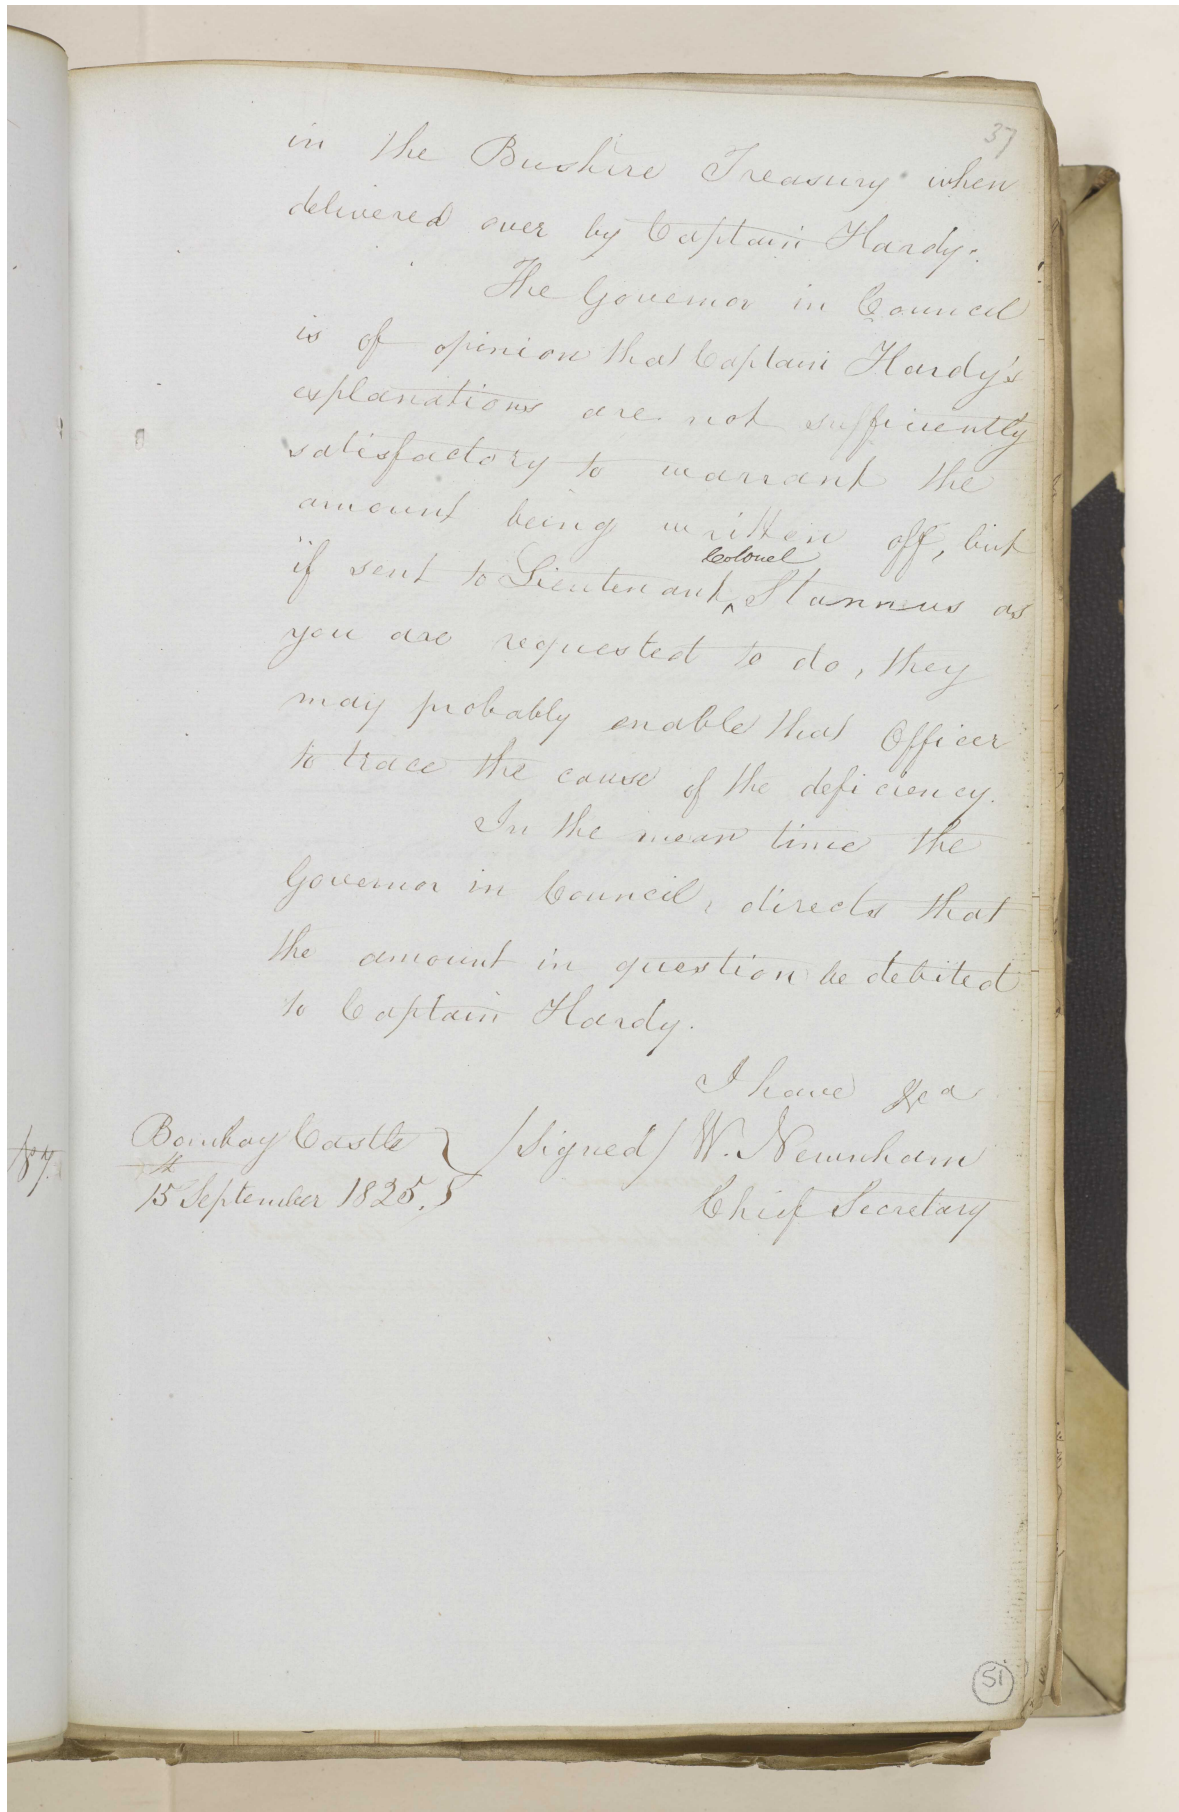 37
in the Bushire Treasury when
delivered over by Captain Hardy.
The Governor in Council
is of opinion that Captain Hardy's
explanations are not sufficiently
satisfactory to warrant the
amount being written off, but
Colonel
if sent to Lieutenant ^ Stannus as
you are requested to do, they
may probably enable that Officer
to trace the cause of the deficiency.
In the mean time the
Governor in Council, directs that
the amount in question be debited
to Captain Hardy.
I have &ca
Bombay Castle } /signed/ W. Newnham
15th September 1825. Chief Secretary
51